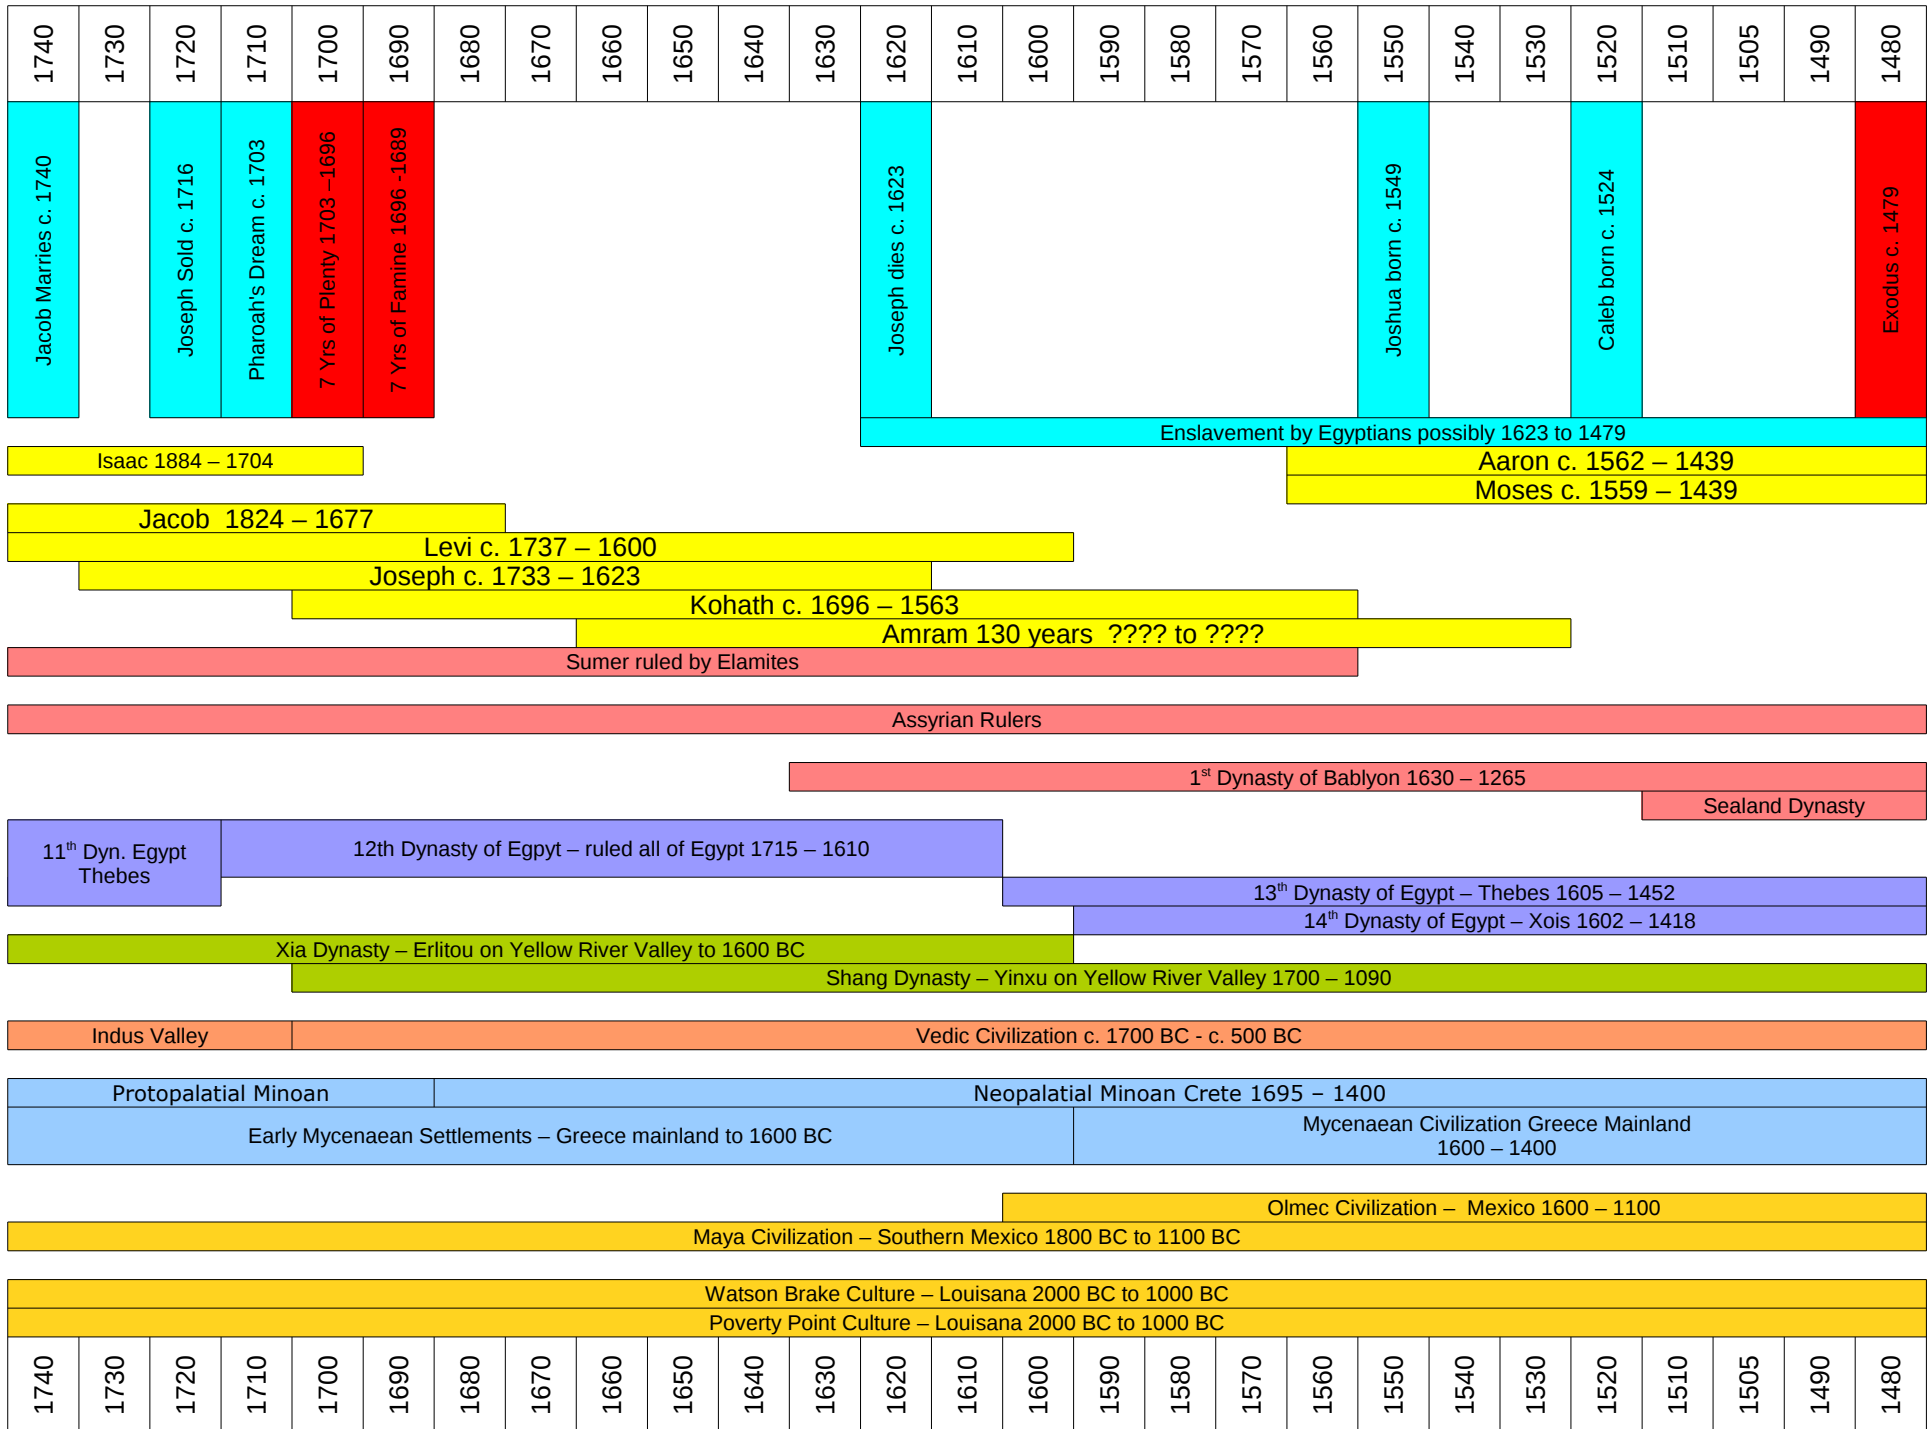 1740 1730 1720 1710 1700 1690 1680 1670 1660 1650 1640 1630 1620 1610 1600 1590 1580 1570 1560 1550 1540 1530 1520 1510 1505 1490 1480
Jacob Marries c. 1740
Joseph Sold c. 1716
Pharoah's Dream c. 1703
7 Yrs of Plenty 1703 –1696
7 Yrs of Famine 1696 -1689
Joseph dies c. 1623
Joshua born c. 1549
Caleb born c. 1524
Exodus c. 1479
Enslavement by Egyptians possibly 1623 to 1479
Isaac 1884 – 1704
Aaron c. 1562 – 1439
Moses c. 1559 – 1439
Jacob 1824 – 1677
Levi c. 1737 – 1600
Joseph c. 1733 – 1623
Kohath c. 1696 – 1563
Amram 130 years ???? to ????
Sumer ruled by Elamites
Assyrian Rulers
1st Dynasty of Bablyon 1630 – 1265
Sealand Dynasty
11th Dyn. Egypt
Thebes
12th Dynasty of Egpyt – ruled all of Egypt 1715 – 1610
13th Dynasty of Egypt – Thebes 1605 – 1452
14th Dynasty of Egypt – Xois 1602 – 1418
Xia Dynasty – Erlitou on Yellow River Valley to 1600 BC
Shang Dynasty – Yinxu on Yellow River Valley 1700 – 1090
Indus Valley
Vedic Civilization c. 1700 BC - c. 500 BC
Protopalatial Minoan
Neopalatial Minoan Crete 1695 – 1400
Early Mycenaean Settlements – Greece mainland to 1600 BC
Mycenaean Civilization Greece Mainland
1600 – 1400
Olmec Civilization – Mexico 1600 – 1100
Maya Civilization – Southern Mexico 1800 BC to 1100 BC
Watson Brake Culture – Louisana 2000 BC to 1000 BC
Poverty Point Culture – Louisana 2000 BC to 1000 BC
1740 1730 1720 1710 1700 1690 1680 1670 1660 1650 1640 1630 1620 1610 1600 1590 1580 1570 1560 1550 1540 1530 1520 1510 1505 1490 1480